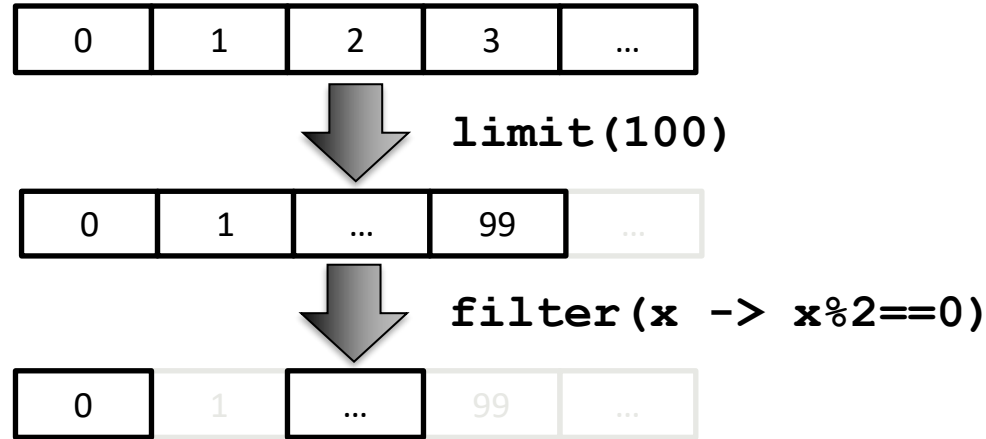 0 1 2 3 …
limit(100)
0 1 … 99 …
filter(x -> x%2==0)
0 1 … 99 …